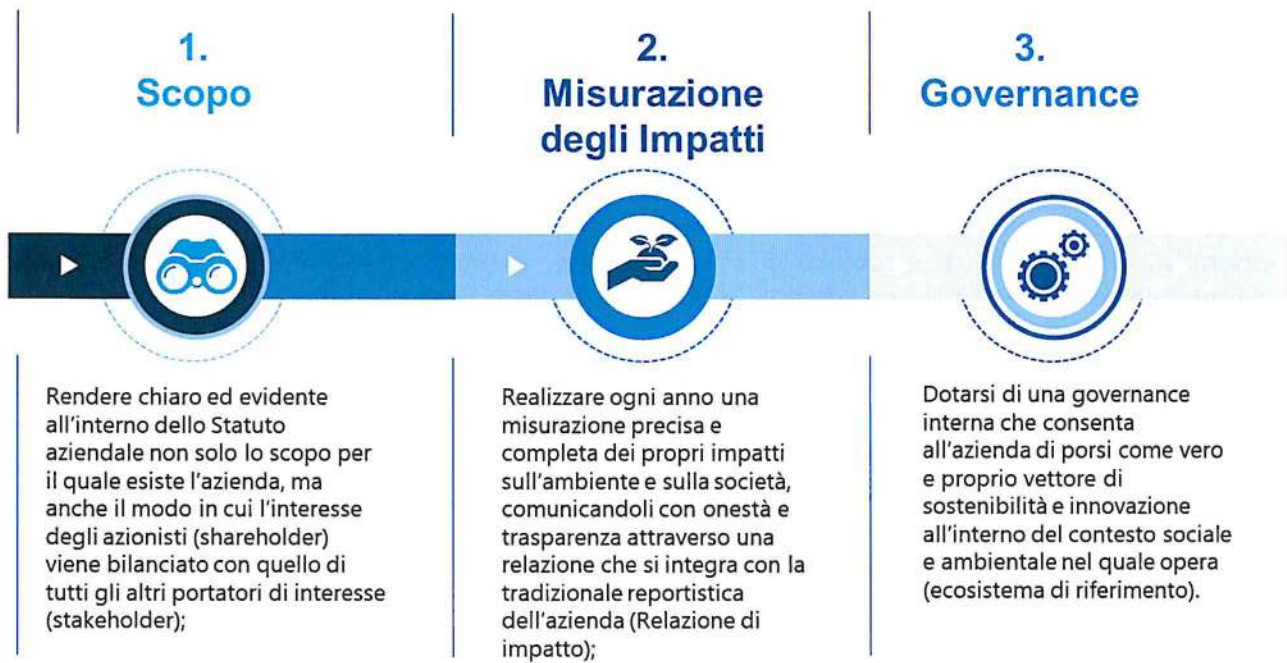 1.
Scopo
2.
Misurazione
degli Impatti
3.
Governance
Rendere chiaro ed evidente
all'interno dello Statuto
aziendale non solo lo scopo per
il quale esiste l'azienda, ma
anche il modo in cui l'interesse
degli azionisti (shareholder)
viene bilanciato con quello di
tutti gli altri portatori di interesse
(stakeholder);
Realizzare ogni anno una
misurazione precisa e
completa dei propri impatti
sull'ambiente e sulla società,
comunicandoli con onestà e
trasparenza attraverso una
relazione che si integra con la
tradizionale reportistica
dell'azienda (Relazione di
impatto);
Dotarsi di una governance
interna che consenta
all'azienda di porsi come vero
e proprio vettore di
sostenibilità e innovazione
all'interno del contesto sociale
e ambientale nel quale opera
(ecosistema di riferimento).